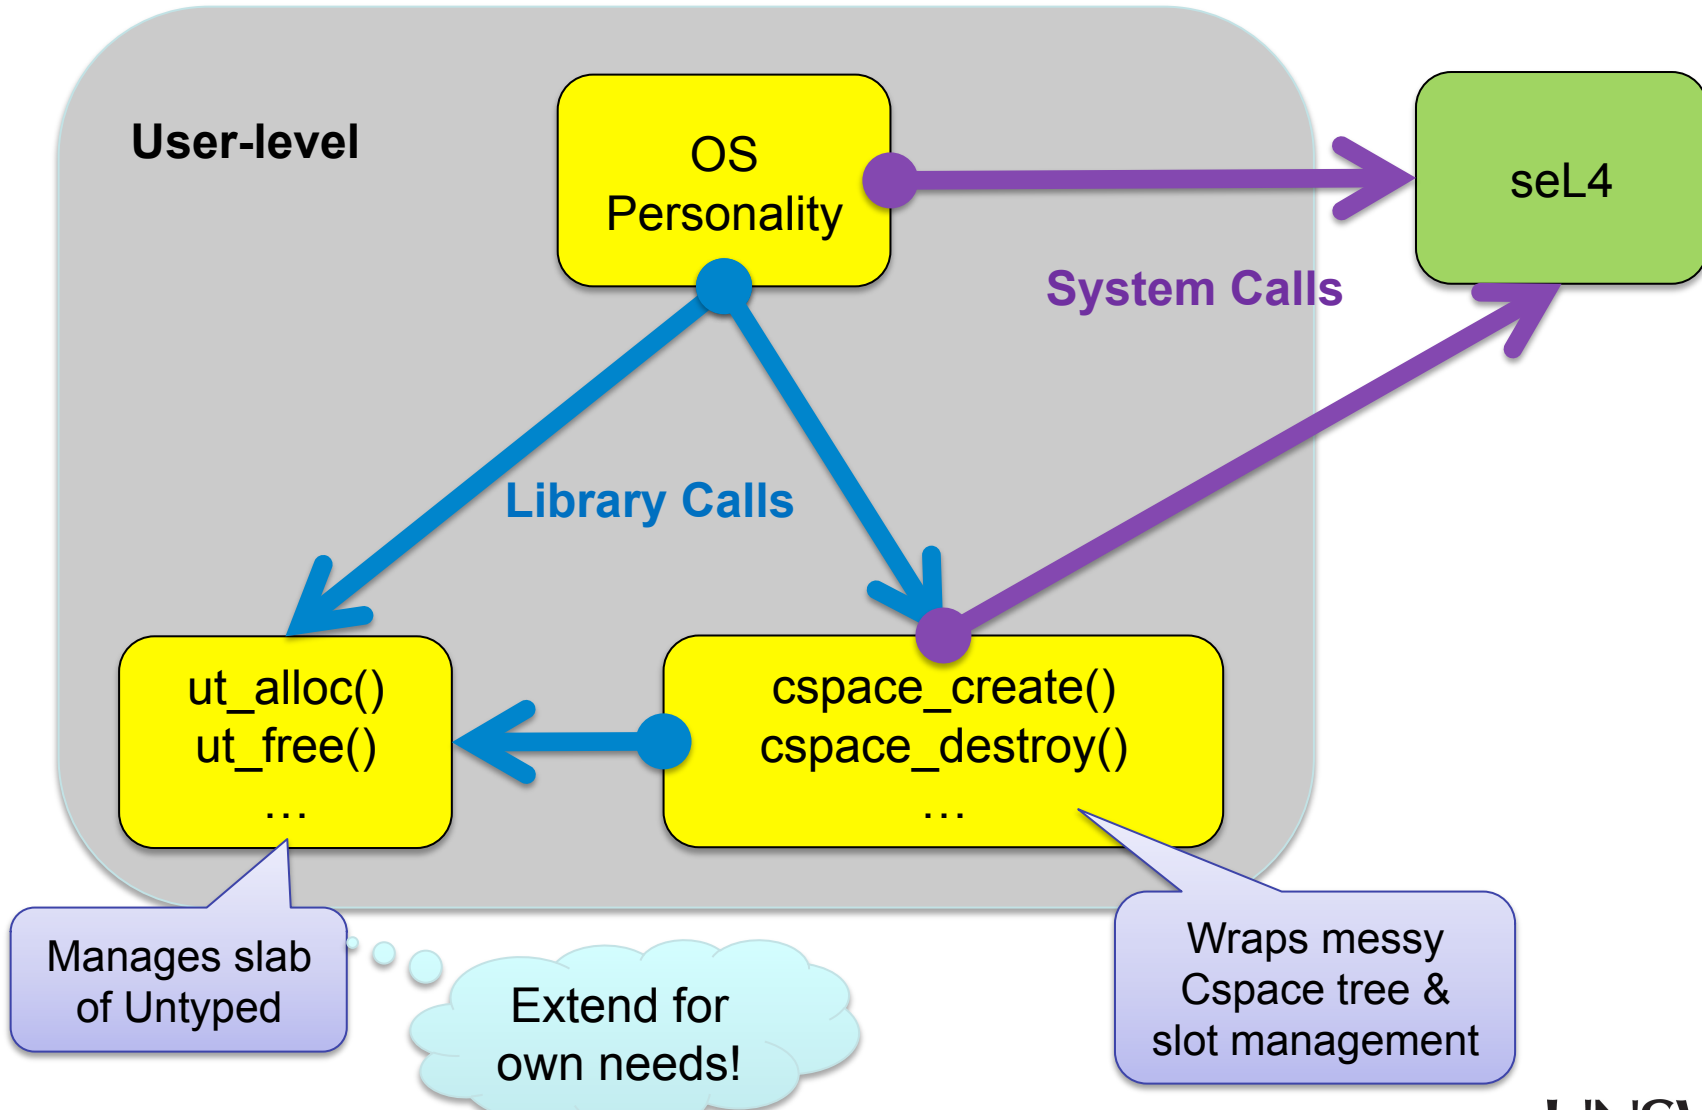 User-level
OS
Personality
seL4
System Calls
Library Calls
ut_alloc()
ut_free()
…
cspace_create()
cspace_destroy()
…
Manages slab
of Untyped
Extend for
own needs!
Wraps messy
Cspace tree &
slot management